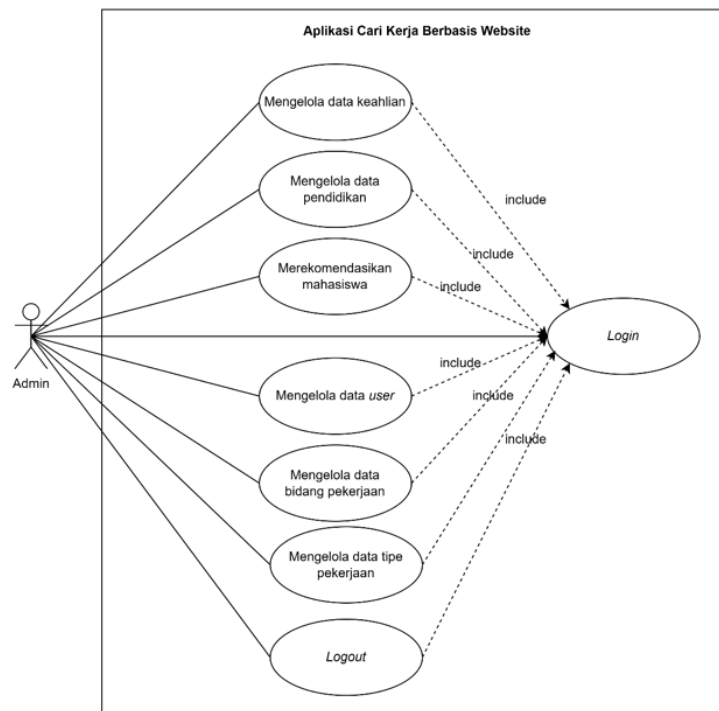 Aplikasi Cari Kerja Berbasis Website
Mengelola data keahlian
Mengelola data
pendidikan
include
include
Merekomendasikan
mahasiswa
include
Login
Admin
include
Mengelola data user
include
include
Mengelola data
bidang pekerjaan
Mengelola data tipe
pekerjaan
Logout